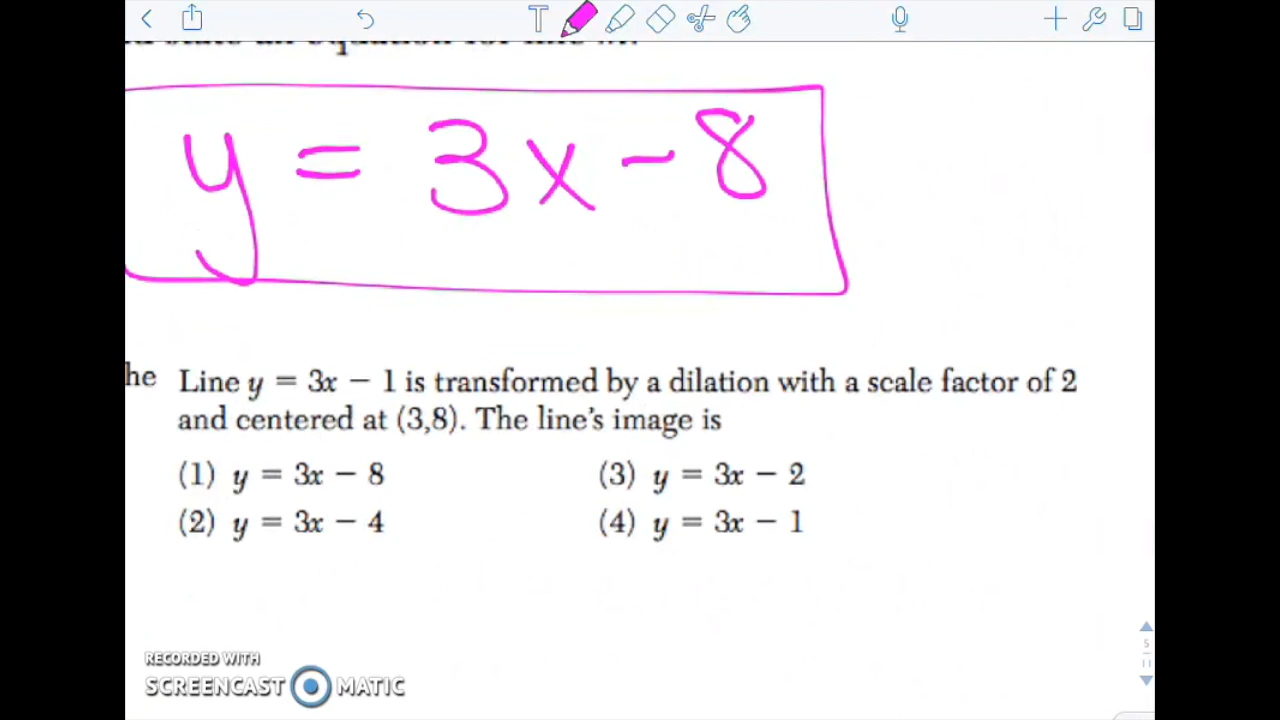 y = 3x - 8
he Line y = 3x − 1 is transformed by a dilation with a scale factor of 2
and centered at (3,8). The line's image is
(1) y = 3x − 8 (3) y = 3x − 2
(2) y = 3x − 4 (4) y = 3x − 1
5
11
RECORDED WITH
SCREENCAST MATIC